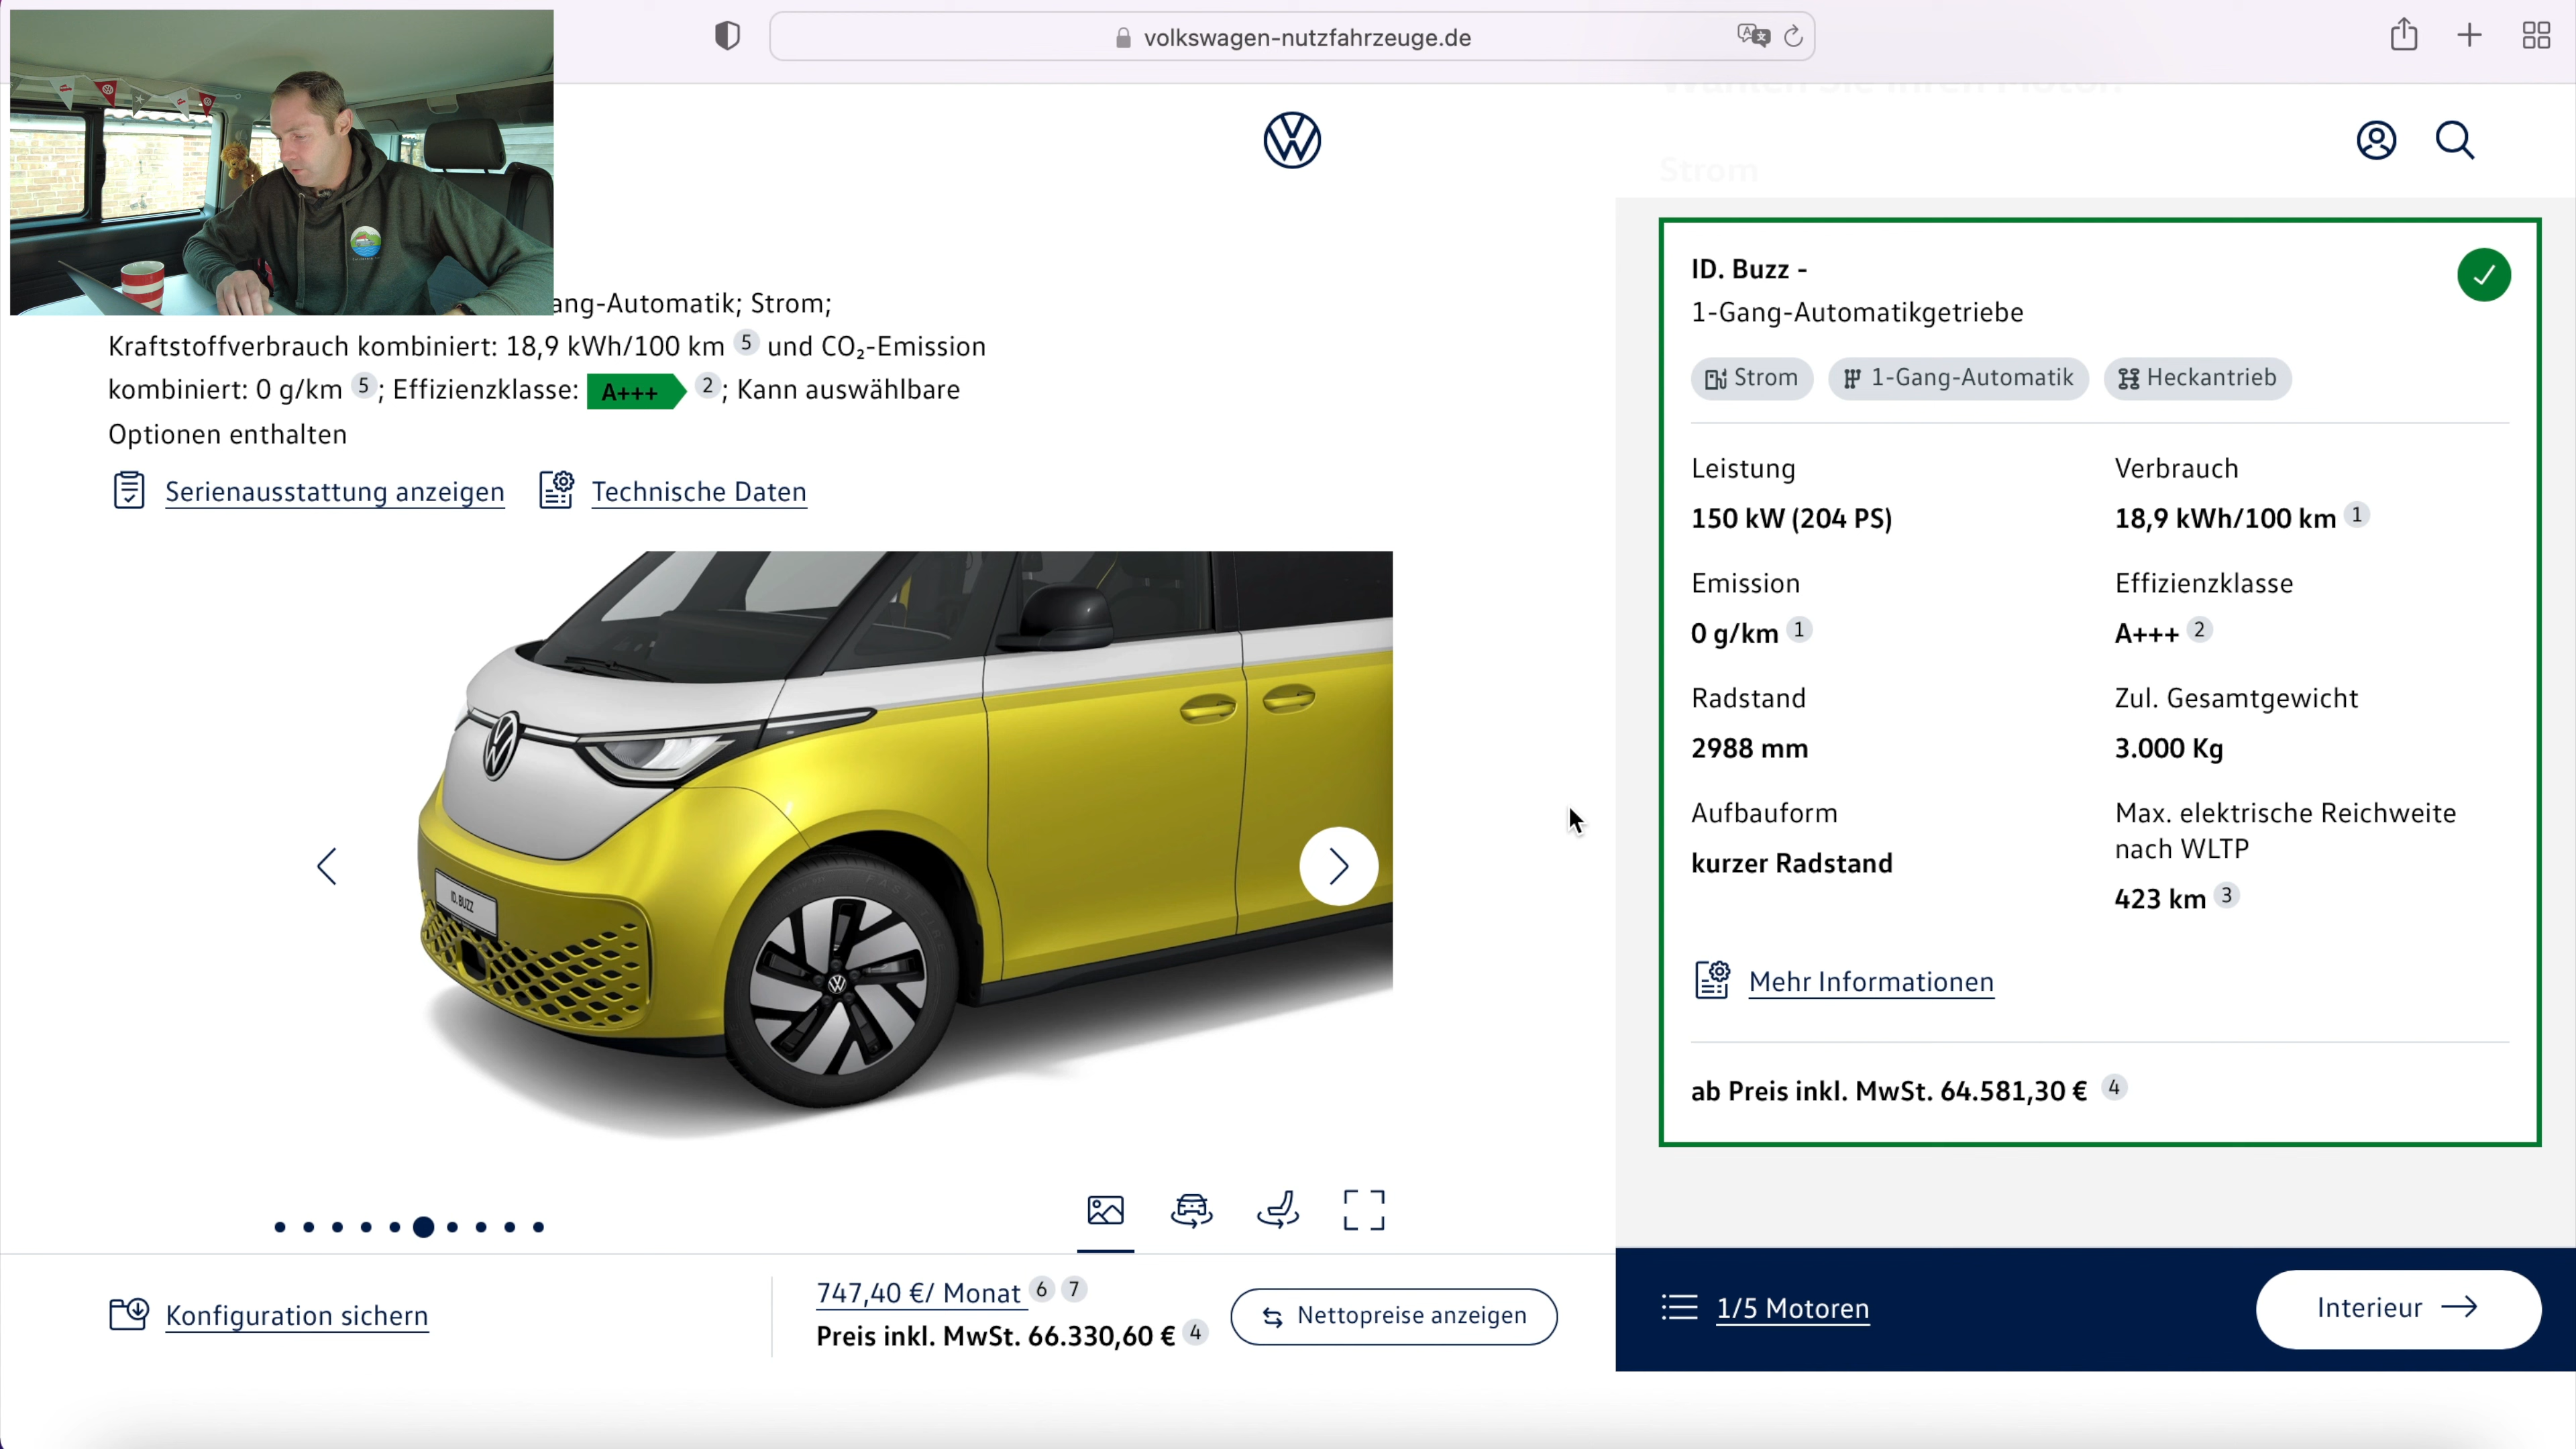 volkswagen-nutzfahrzeuge.de
Strom
ang-Automatik; Strom;
Kraftstoffverbrauch kombiniert: 18,9 kWh/100 km 5 und CO₂-Emission
kombiniert: 0 g/km 5; Effizienzklasse: A+++ 2; Kann auswählbare
Optionen enthalten
Serienausstattung anzeigen
Technische Daten
ID. BUZZ
747,40 €/ Monat 6 7
Konfiguration sichern
Preis inkl. MwSt. 66.330,60 € 4
Nettopreise anzeigen
ID. Buzz -
1-Gang-Automatikgetriebe
Strom
1-Gang-Automatik
Heckantrieb
Leistung
150 kW (204 PS)
Verbrauch
18,9 kWh/100 km 1
Emission
0 g/km 1
Effizienzklasse
A+++ 2
Radstand
2988 mm
Zul. Gesamtgewicht
3.000 Kg
Aufbauform
kurzer Radstand
Max. elektrische Reichweite
nach WLTP
423 km 3
Mehr Informationen
ab Preis inkl. MwSt. 64.581,30 € 4
1/5 Motoren
Interieur